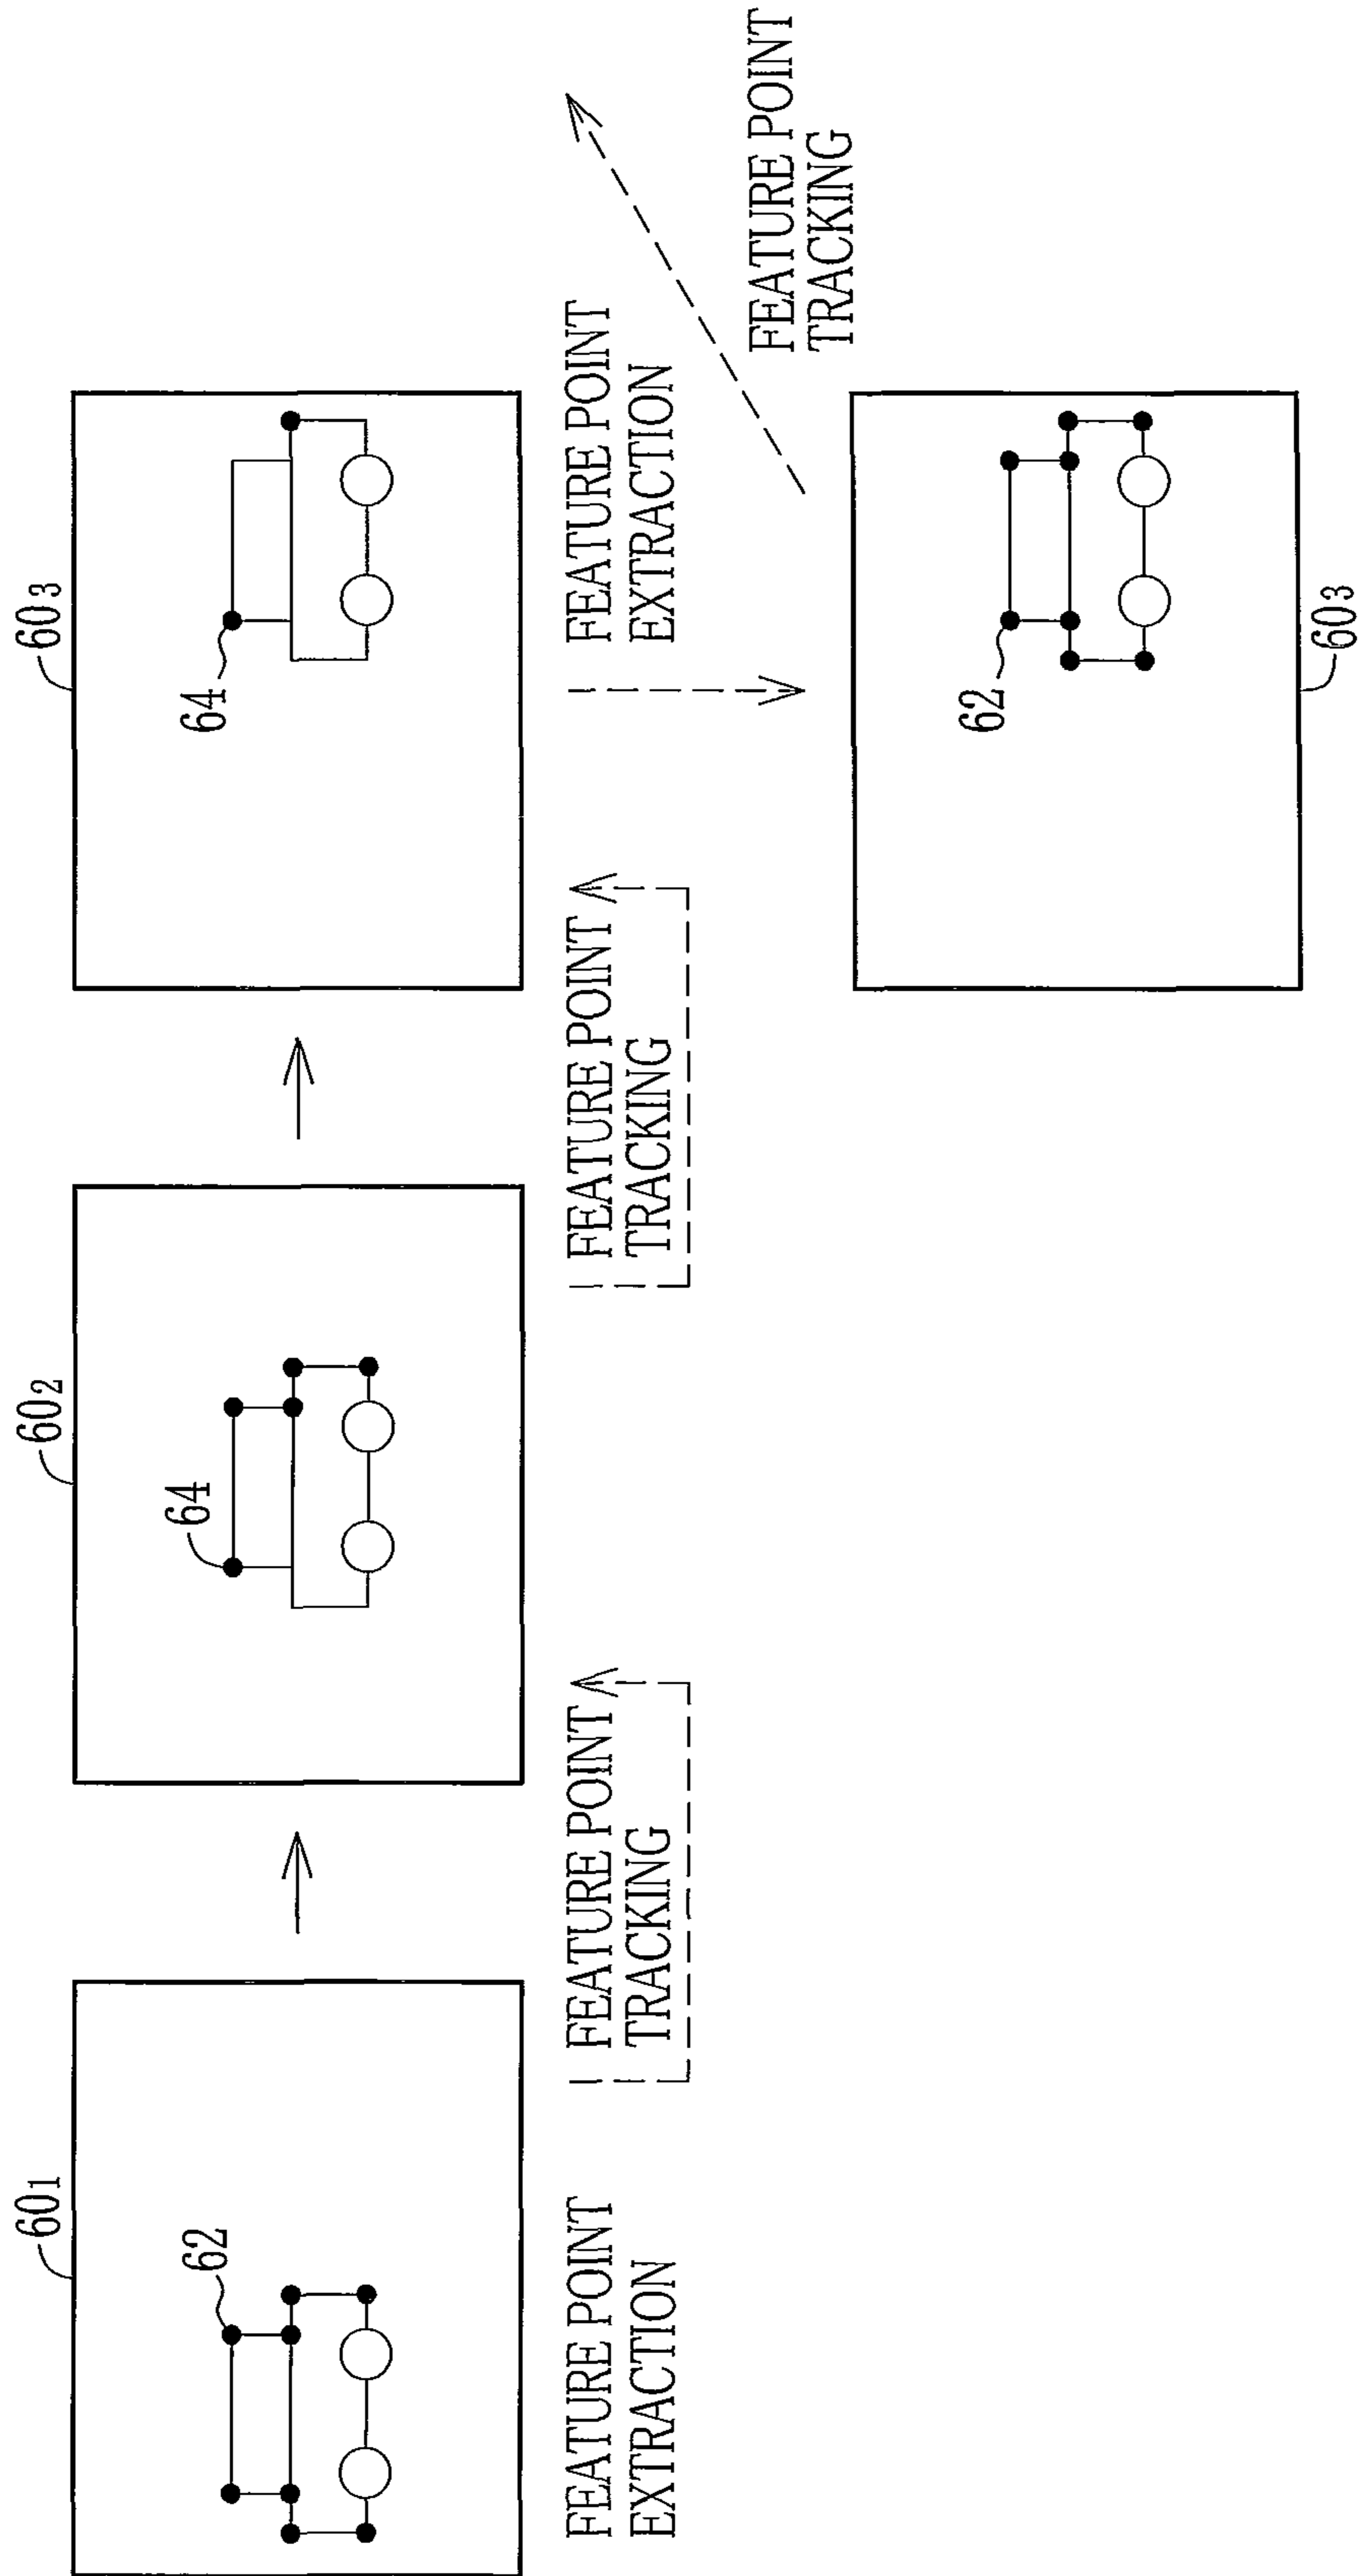 60₁
62
FEATURE POINT
EXTRACTION
FEATURE POINT
TRACKING
60₂
64
FEATURE POINT
TRACKING
60₃
64
FEATURE POINT
EXTRACTION
62
60₃
FEATURE POINT
TRACKING